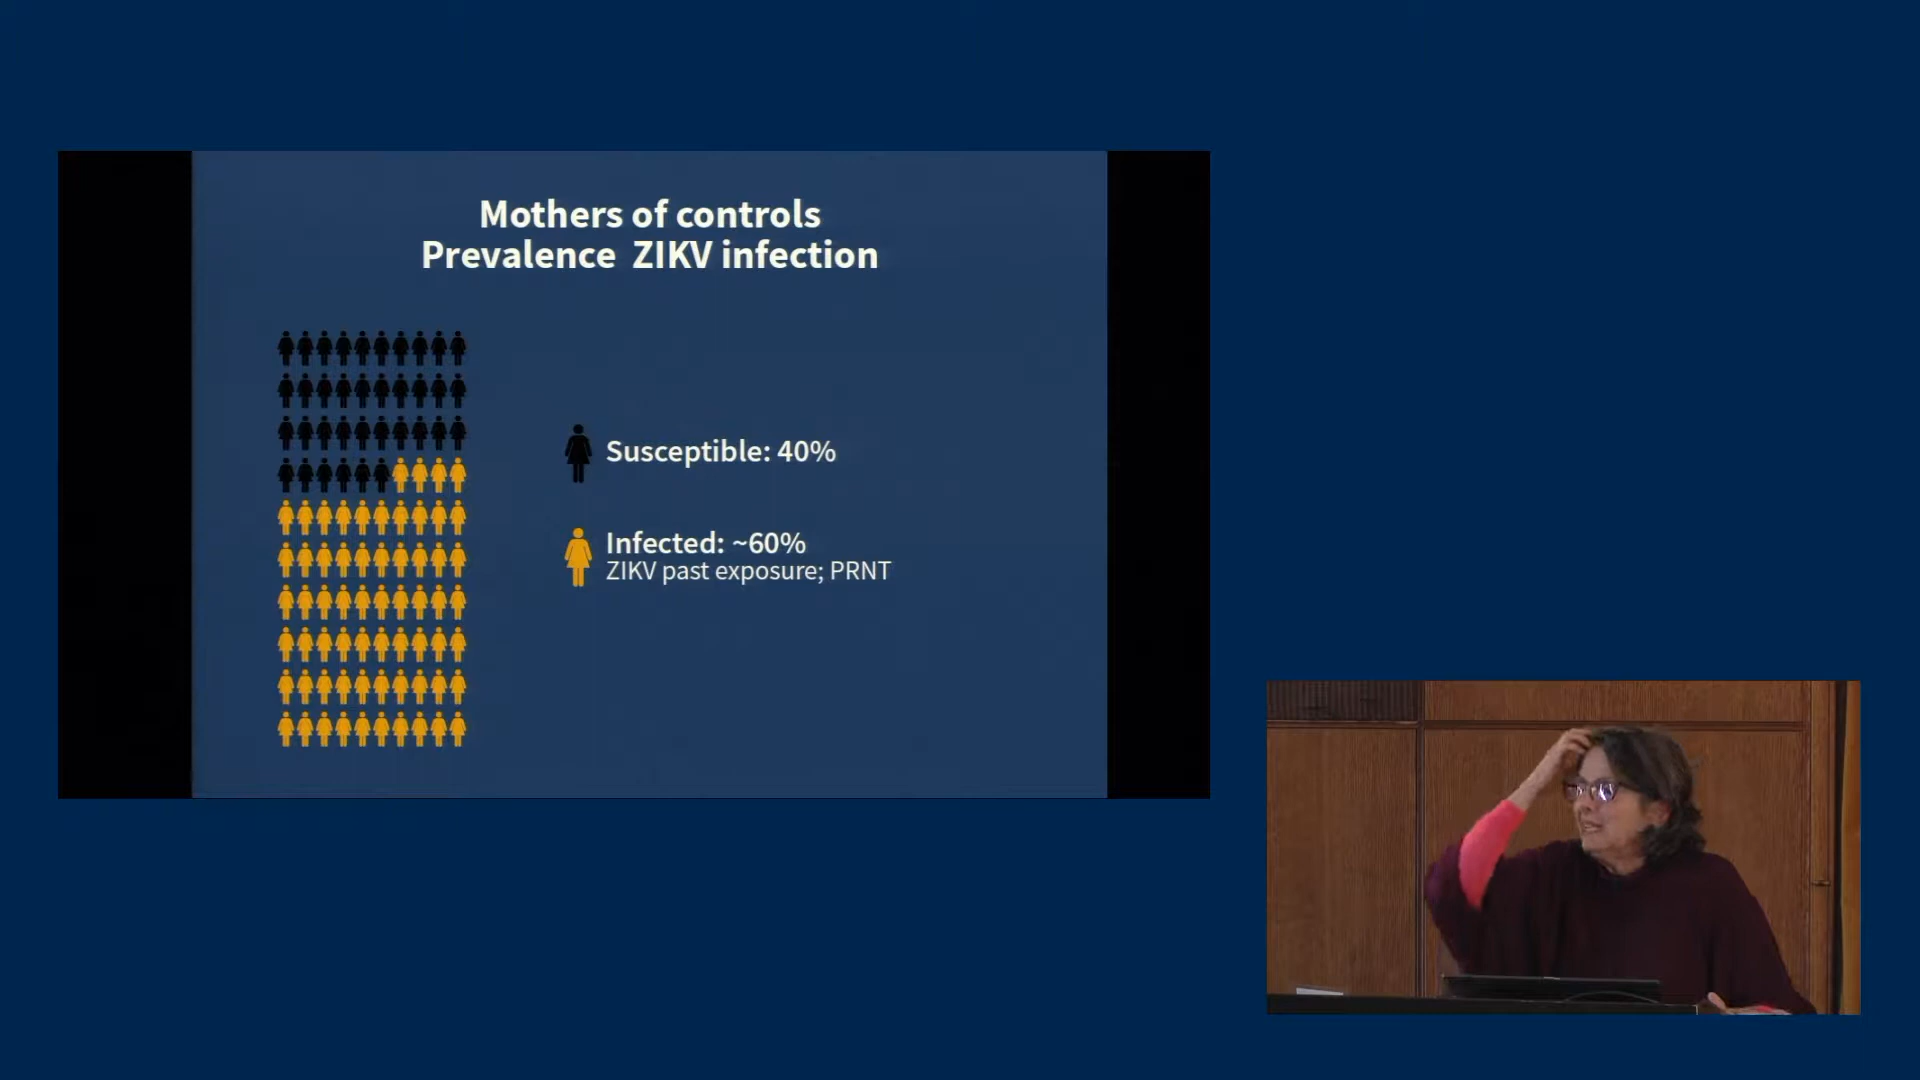 Mothers of controls
Prevalence ZIKV infection
Susceptible: 40%
Infected: ~60%
ZIKV past exposure; PRNT